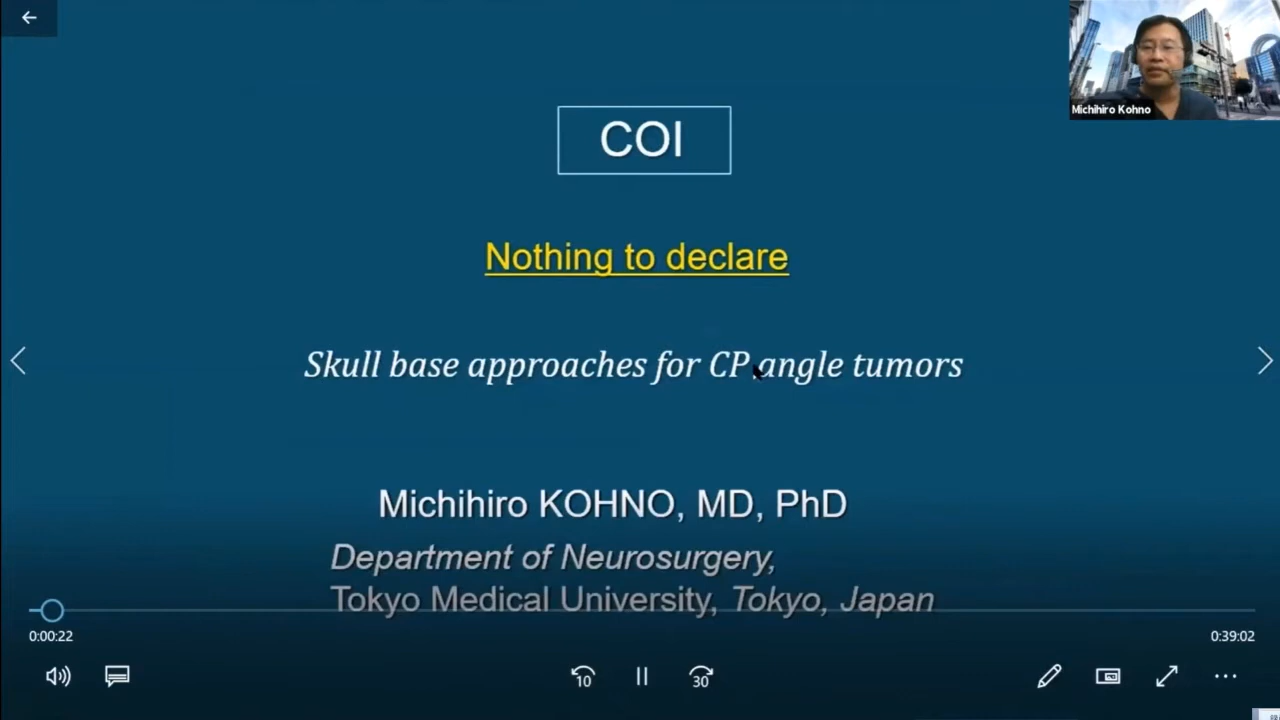 Michihiro Kohno
COI
Nothing to declare
Skull base approaches for CP angle tumors
Michihiro KOHNO, MD, PhD
Department of Neurosurgery,
Tokyo Medical University, Tokyo, Japan
0:00:22
0:39:02
10
30